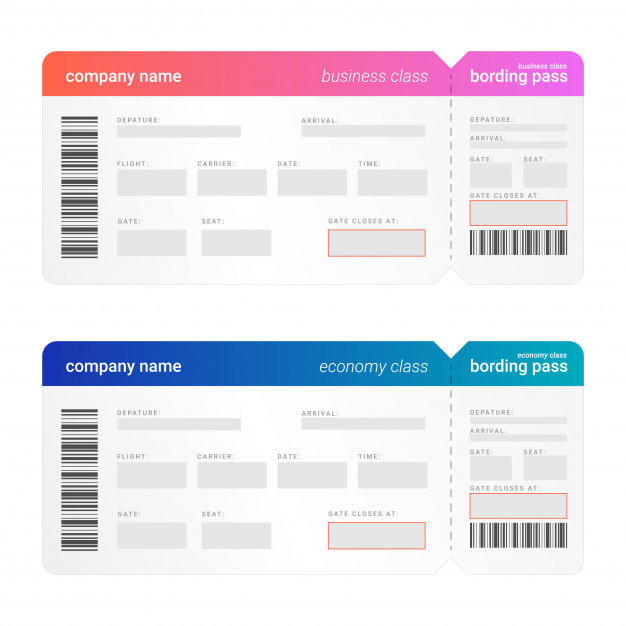 company name business class business class
bording pass
DEPATURE: ARRIVAL: DEPATURE:
ARRIVAL:
FLIGHT: CARRIER: DATE: TIME: GATE: SEAT:
GATE CLOSES AT:
GATE: SEAT: GATE CLOSES AT:
company name economy class economy class
bording pass
DEPATURE: ARRIVAL: DEPATURE:
ARRIVAL:
FLIGHT: CARRIER: DATE: TIME: GATE: SEAT:
GATE CLOSES AT:
GATE: SEAT: GATE CLOSES AT: